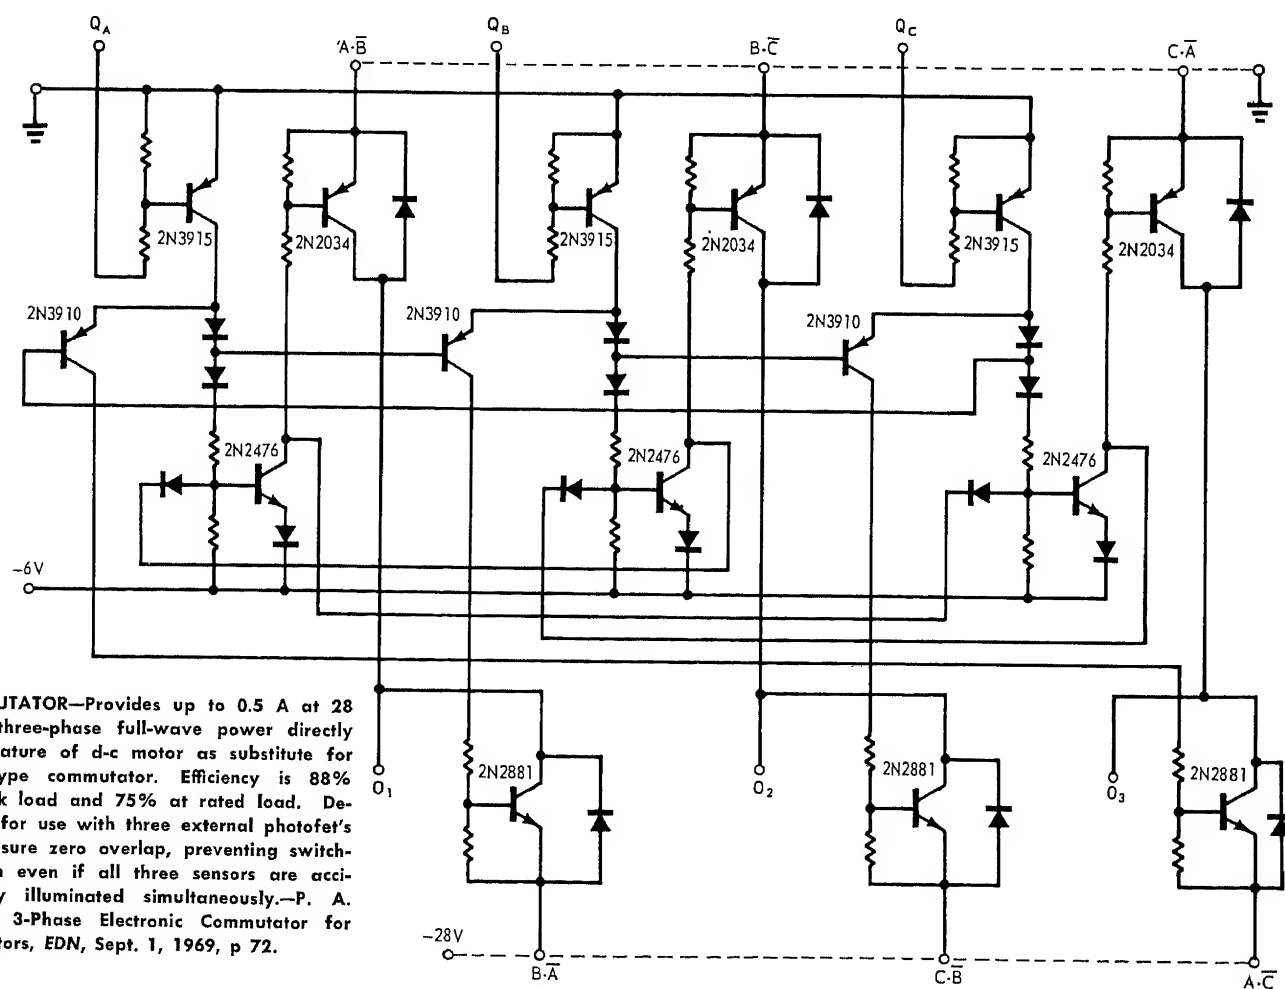 QA
QB
QC
A·B̅
B·C̅
C·A̅
2N3915
2N2034
2N3915
2N2034
2N3915
2N2034
2N3910
2N3910
2N3910
2N2476
2N2476
2N2476
−6V
UTATOR—Provides up to 0.5 A at 28
three-phase full-wave power directly
ature of d-c motor as substitute for
ype commutator. Efficiency is 88%
k load and 75% at rated load. De-
for use with three external photofet's
sure zero overlap, preventing switch-
n even if all three sensors are acci-
y illuminated simultaneously.—P. A.
3-Phase Electronic Commutator for
tors, EDN, Sept. 1, 1969, p 72.
O1
O2
O3
2N2881
2N2881
2N2881
−28V
B·A̅
C·B̅
A·C̅